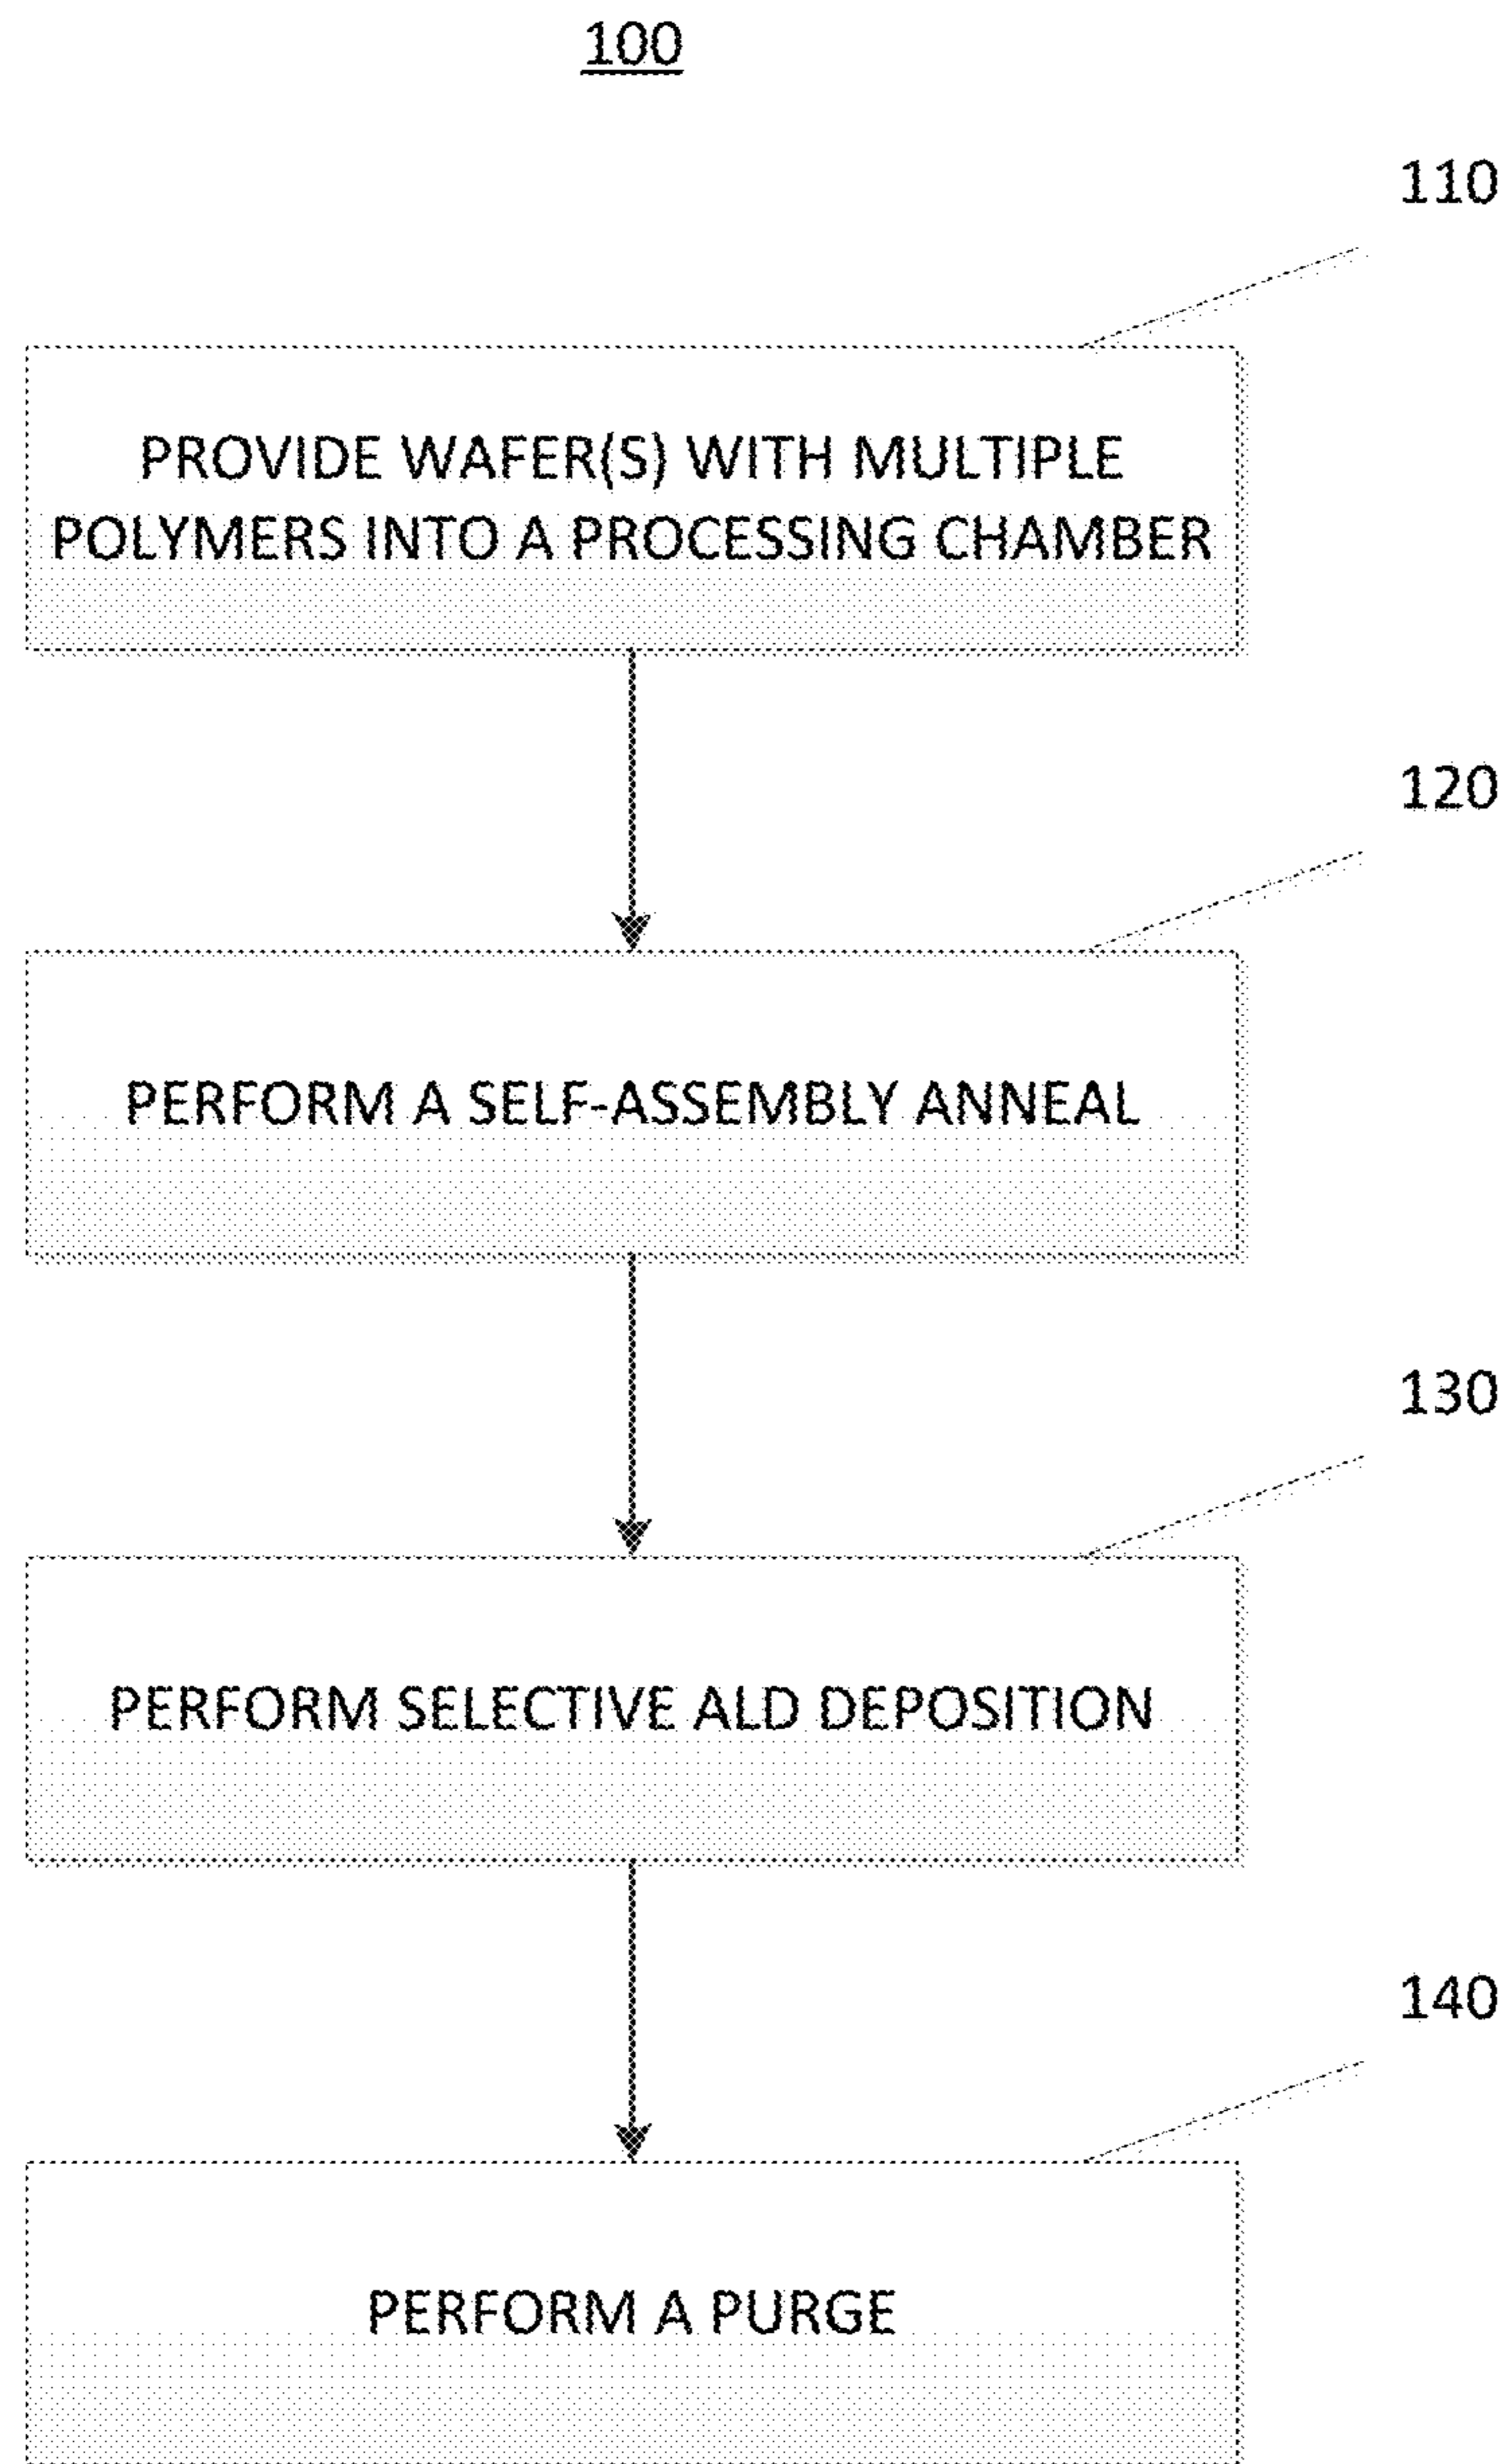 100
110
PROVIDE WAFER(S) WITH MULTIPLE
POLYMERS INTO A PROCESSING CHAMBER
120
PERFORM A SELF-ASSEMBLY ANNEAL
130
PERFORM SELECTIVE ALD DEPOSITION
140
PERFORM A PURGE